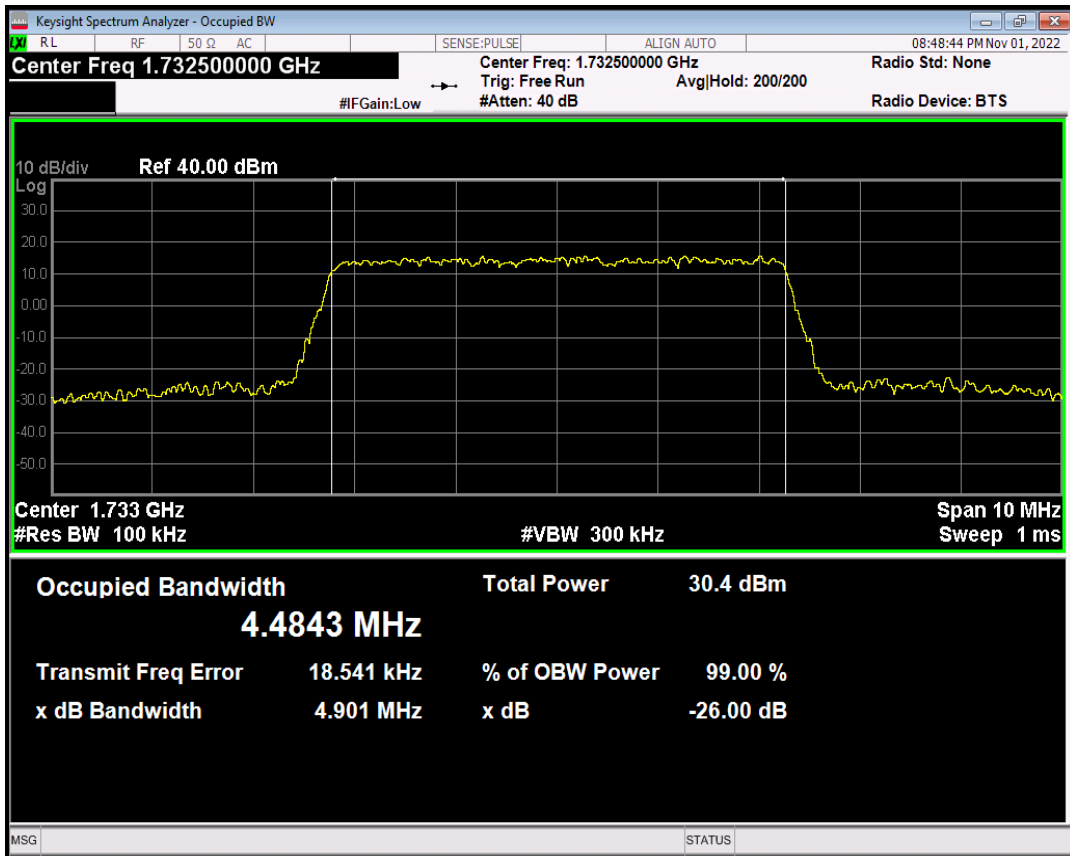 Keysight Spectrum Analyzer - Occupied BW
LXI RL RF 50 Ω AC SENSE:PULSE ALIGN AUTO 08:48:44 PM Nov 01, 2022
Center Freq 1.732500000 GHz
Center Freq: 1.732500000 GHz
Radio Std: None
Trig: Free Run Avg|Hold: 200/200
#IFGain:Low #Atten: 40 dB Radio Device: BTS
10 dB/div Ref 40.00 dBm
Log
30.0
20.0
10.0
0.00
-10.0
-20.0
-30.0
-40.0
-50.0
Center 1.733 GHz Span 10 MHz
#Res BW 100 kHz #VBW 300 kHz Sweep 1 ms
Occupied Bandwidth Total Power 30.4 dBm
4.4843 MHz
Transmit Freq Error 18.541 kHz % of OBW Power 99.00 %
x dB Bandwidth 4.901 MHz x dB -26.00 dB
MSG STATUS